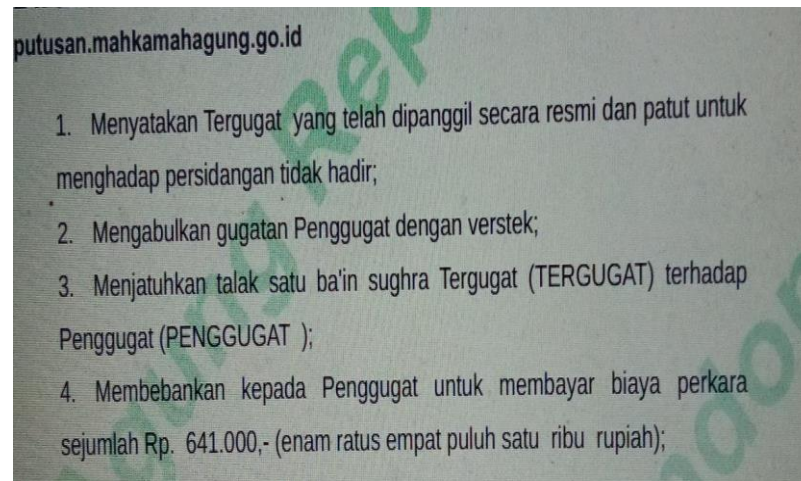 putusan.mahkamahagung.go.id
1. Menyatakan Tergugat yang telah dipanggil secara resmi dan patut untuk
menghadap persidangan tidak hadir;
2. Mengabulkan gugatan Penggugat dengan verstek;
3. Menjatuhkan talak satu ba'in sughra Tergugat (TERGUGAT) terhadap
Penggugat (PENGGUGAT );
4. Membebankan kepada Penggugat untuk membayar biaya perkara
sejumlah Rp. 641.000,- (enam ratus empat puluh satu ribu rupiah);